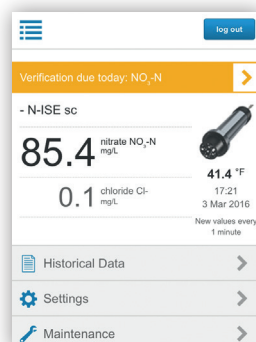 log out
Verification due today: NO₃-N
- N-ISE sc
85.4 nitrate NO₃-N
mg/L
0.1 chloride Cl-
mg/L
41.4 °F
17:21
3 Mar 2016
New values every
1 minute
Historical Data
Settings
Maintenance